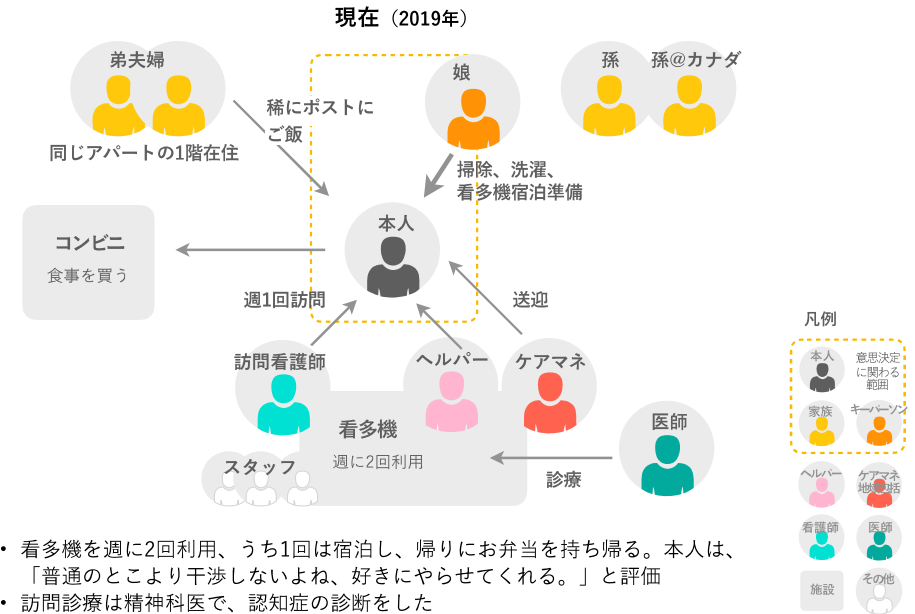 現在（2019年）
弟夫婦
娘
孫
孫@カナダ
稀にポストに
ご飯
同じアパートの1階在住
掃除、洗濯、
看多機宿泊準備
本人
コンビニ
食事を買う
週1回訪問
送迎
訪問看護師
ヘルパー
ケアマネ
看多機
週に2回利用
医師
スタッフ
診療
凡例
本人
意思決定
に関わる
範囲
家族
キーパーソン
ヘルパー
ケアマネ
地域包括
看護師
医師
施設
その他
• 看多機を週に2回利用、うち1回は宿泊し、帰りにお弁当を持ち帰る。本人は、
「普通のとこより干渉しないよね、好きにやらせてくれる。」と評価
• 訪問診療は精神科医で、認知症の診断をした